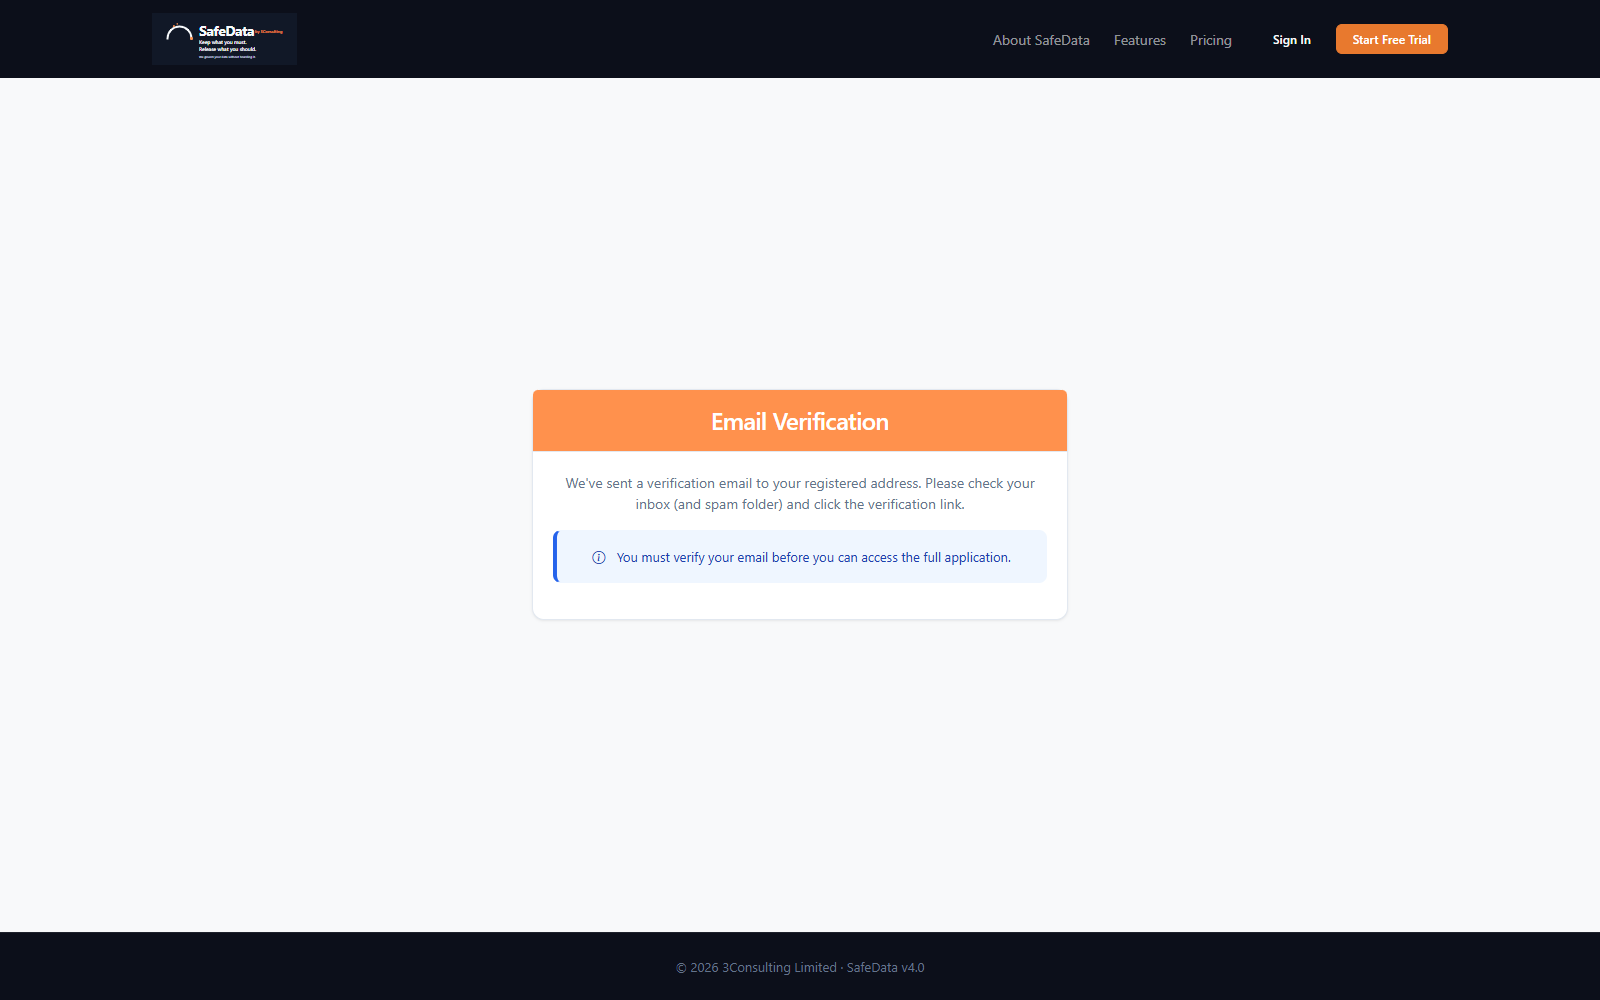 SafeData by 3Consulting
Keep what you must.
Release what you should.
About SafeData
Features
Pricing
Sign In
Start Free Trial
Email Verification
We've sent a verification email to your registered address. Please check your
inbox (and spam folder) and click the verification link.
You must verify your email before you can access the full application.
© 2026 3Consulting Limited · SafeData v4.0